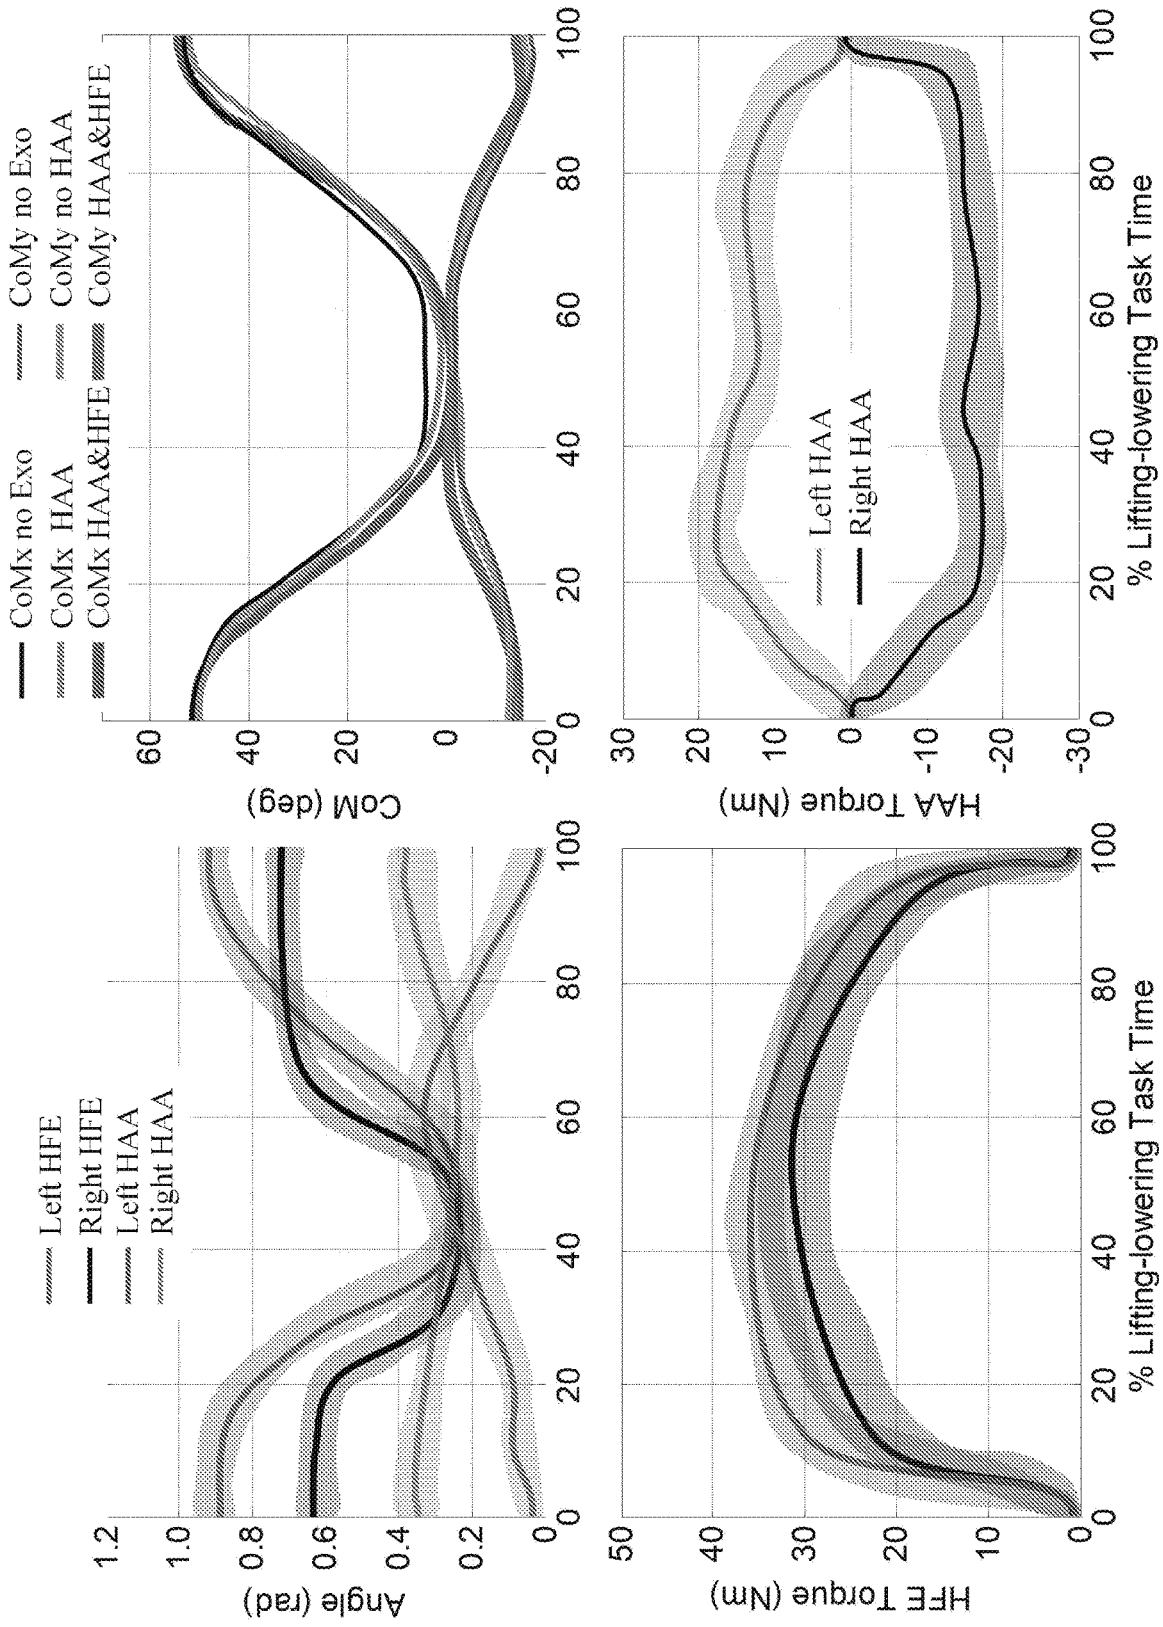 Left HFE
Right HFE
Left HAA
Right HAA
Angle (rad)
1.2
1.0
0.8
0.6
0.4
0.2
0
0 20 40 60 80 100
CoMx no Exo
CoMx HAA
CoMx HAA&HFE
CoMy no Exo
CoMy no HAA
CoMy HAA&HFE
CoM (deg)
60
40
20
0
-20
0 20 40 60 80 100
HFE Torque (Nm)
50
40
30
20
10
0
0 20 40 60 80 100
% Lifting-lowering Task Time
HAA Torque (Nm)
30
20
10
0
-10
-20
-30
Left HAA
Right HAA
0 20 40 60 80 100
% Lifting-lowering Task Time